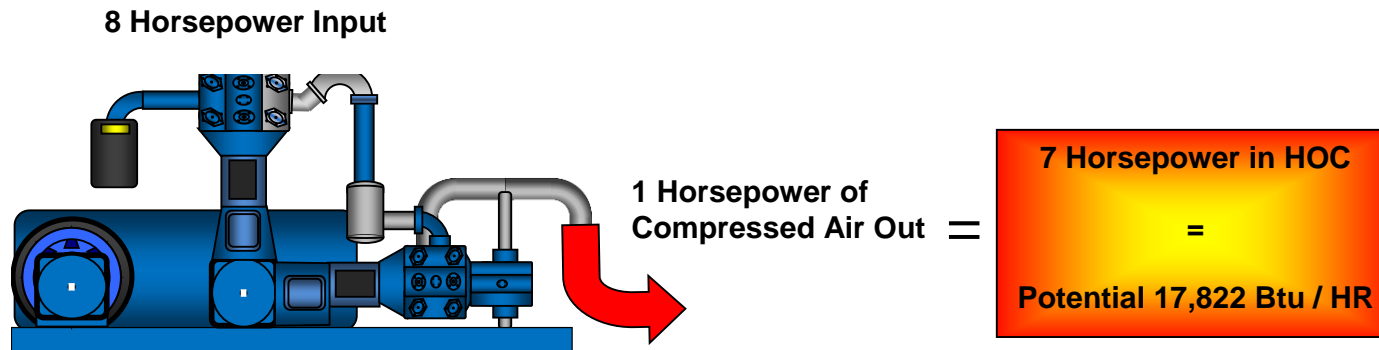 8 Horsepower Input
1 Horsepower of
Compressed Air Out
=
7 Horsepower in HOC
=
Potential 17,822 Btu / HR